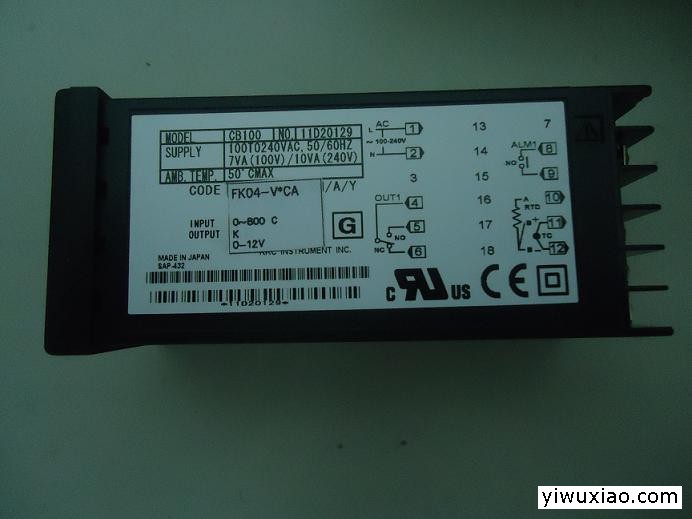 MODEL CB100 NO. 11D20129
SUPPLY 100TO240VAC, 50/60HZ
7VA (100V)/10VA (240V)
AMB. TEMP. 50°CMAX
CODE FK04-V*CA /A/Y
INPUT 0~800 C
OUTPUT K
0-12V
G
INSTRUMENT INC.
MADE IN JAPAN
SAP-432
*11D20129*
AC
L 1
~ 100-240V
N 2
3
OUT1 4
5
NO
NC 6
13
14
15
16
17
18
7
ALM1 8
NO
9
10
A
RTD
B 11
TC
B 12
C US
CE
yiwuxiao.com